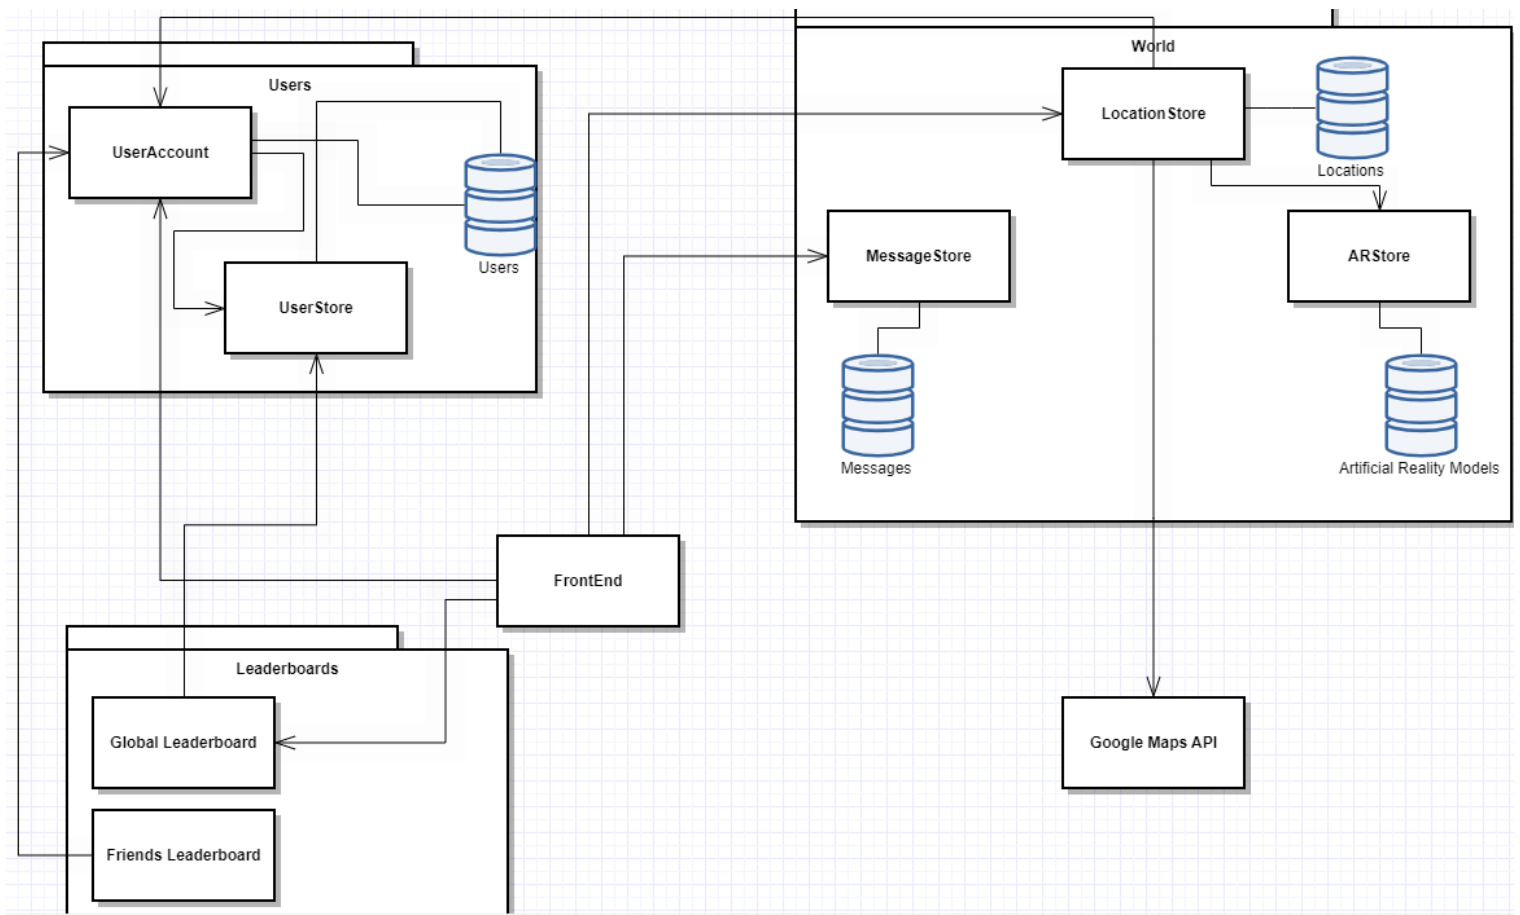 World
Users
LocationStore
UserAccount
Locations
MessageStore
ARStore
Users
UserStore
Messages
Artificial Reality Models
FrontEnd
Leaderboards
Global Leaderboard
Google Maps API
Friends Leaderboard